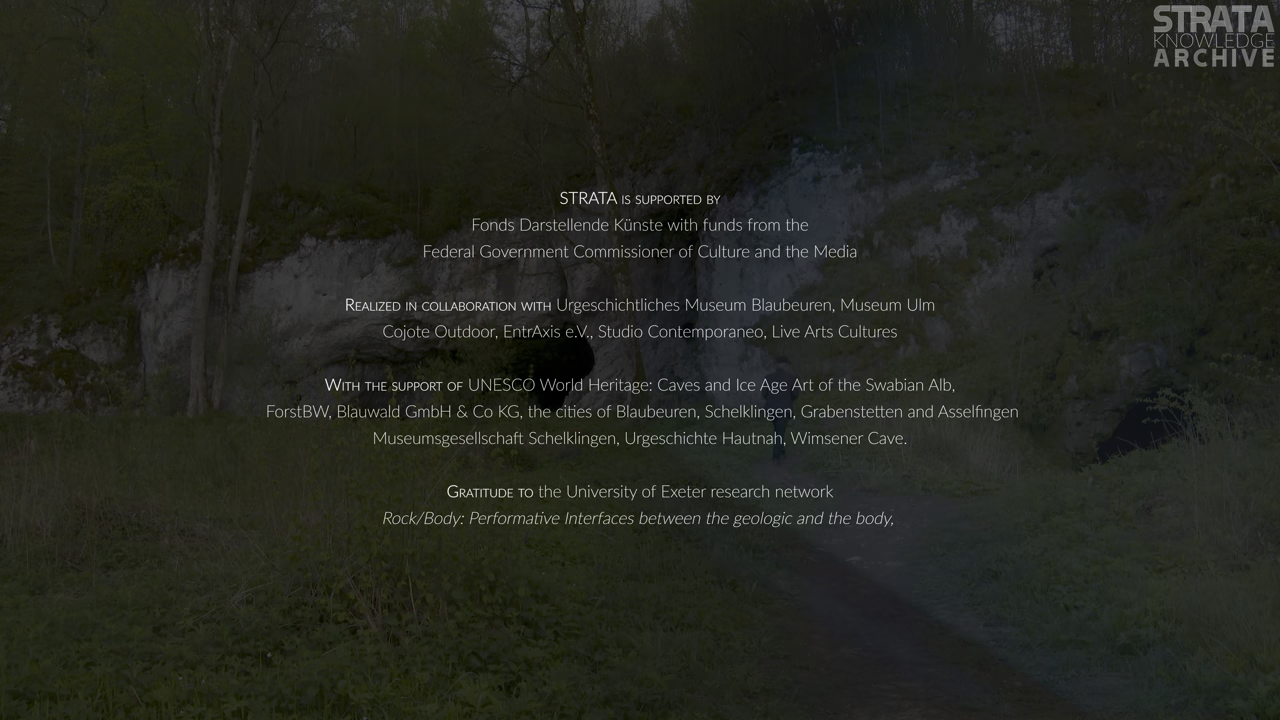 STRATA
KNOWLEDGE
ARCHIVE
STRATA IS SUPPORTED BY
Fonds Darstellende Künste with funds from the
Federal Government Commissioner of Culture and the Media
REALIZED IN COLLABORATION WITH Urgeschichtliches Museum Blaubeuren, Museum Ulm
Cojote Outdoor, EntrAxis e.V., Studio Contemporaneo, Live Arts Cultures
WITH THE SUPPORT OF UNESCO World Heritage: Caves and Ice Age Art of the Swabian Alb,
ForstBW, Blauwald GmbH & Co KG, the cities of Blaubeuren, Schelklingen, Grabenstetten and Asselfingen
Museumsgesellschaft Schelklingen, Urgeschichte Hautnah, Wimsener Cave.
GRATITUDE TO the University of Exeter research network
Rock/Body: Performative Interfaces between the geologic and the body,